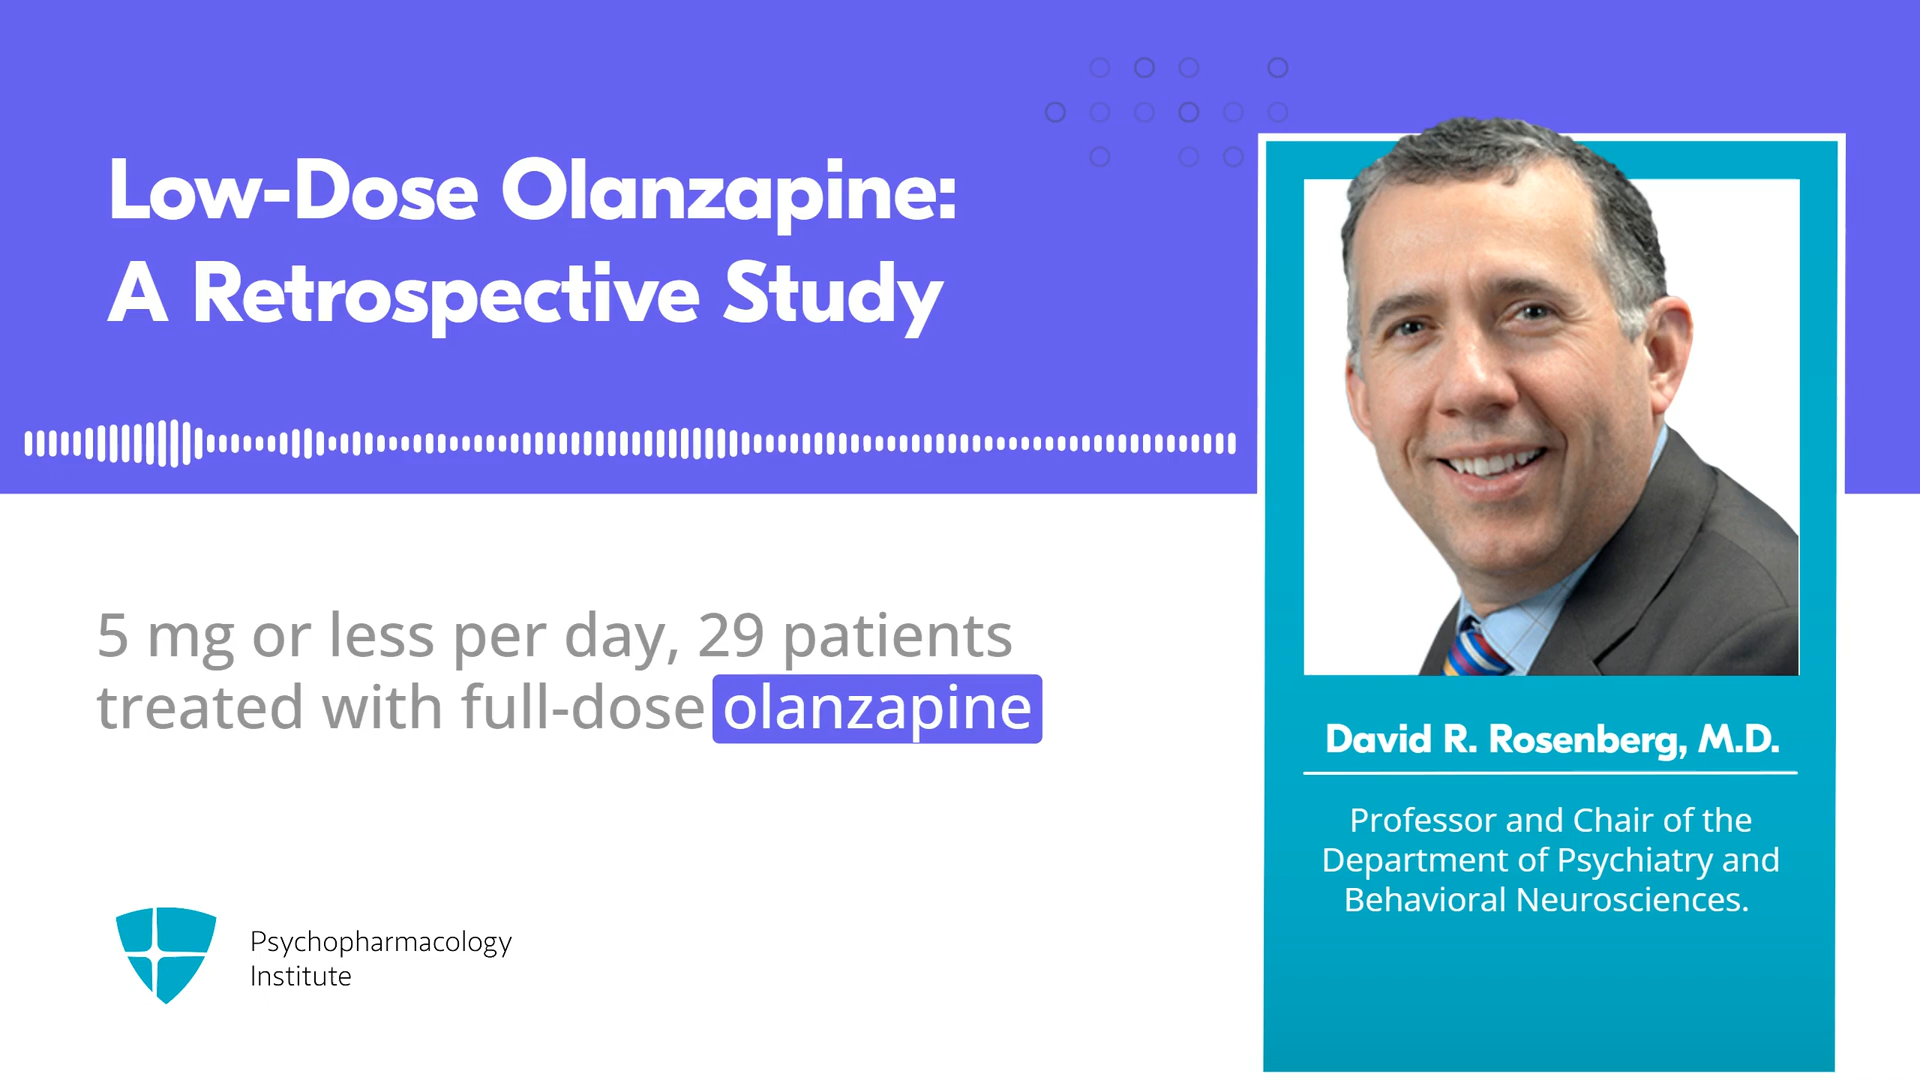 Low-Dose Olanzapine:
A Retrospective Study
5 mg or less per day, 29 patients
treated with full-dose olanzapine
Psychopharmacology
Institute
David R. Rosenberg, M.D.
Professor and Chair of the
Department of Psychiatry and
Behavioral Neurosciences.